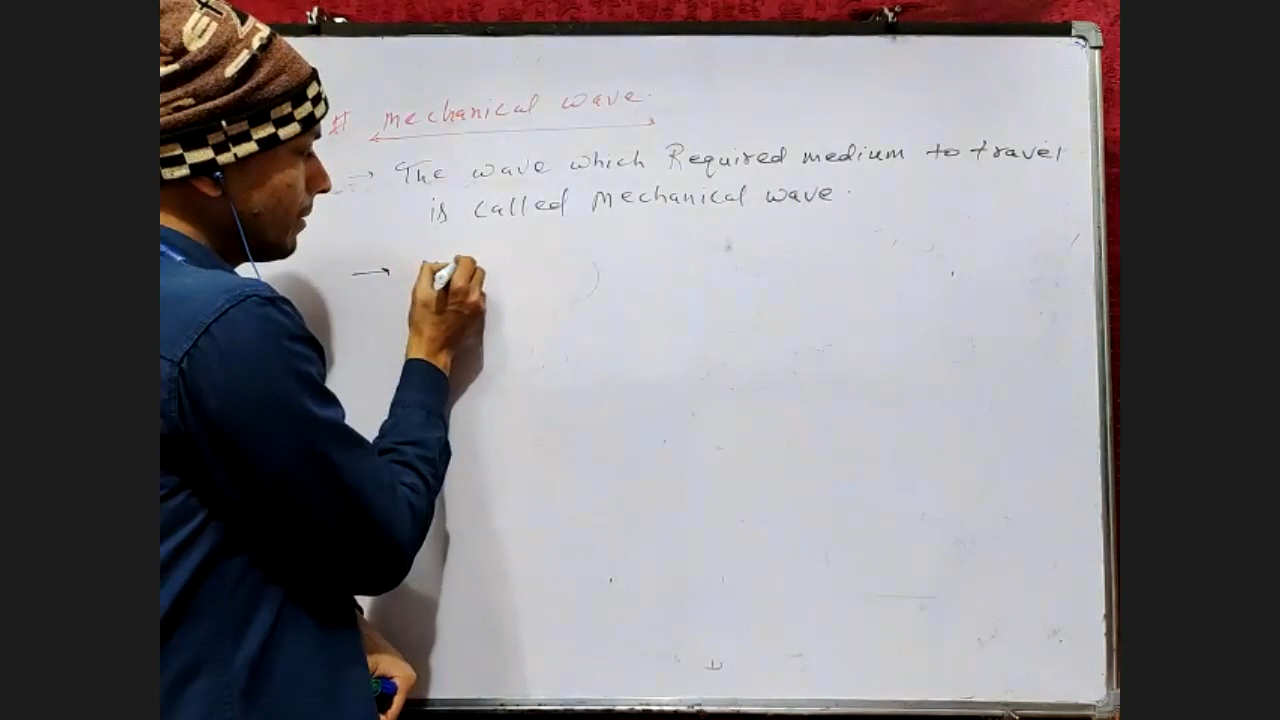 # Mechanical wave.
→ The wave which Required medium to travel
is called Mechanical wave.
→